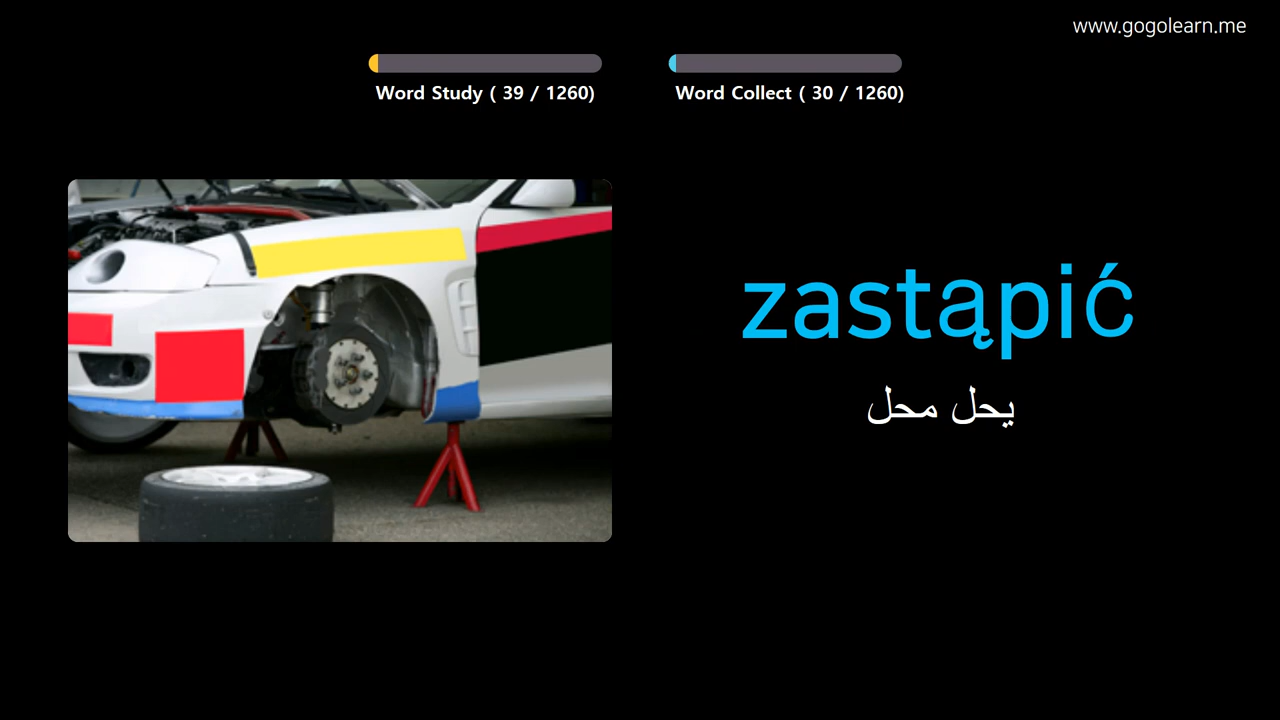 www.gogolearn.me
Word Study ( 39 / 1260)
Word Collect ( 30 / 1260)
zastąpić
يحل محل